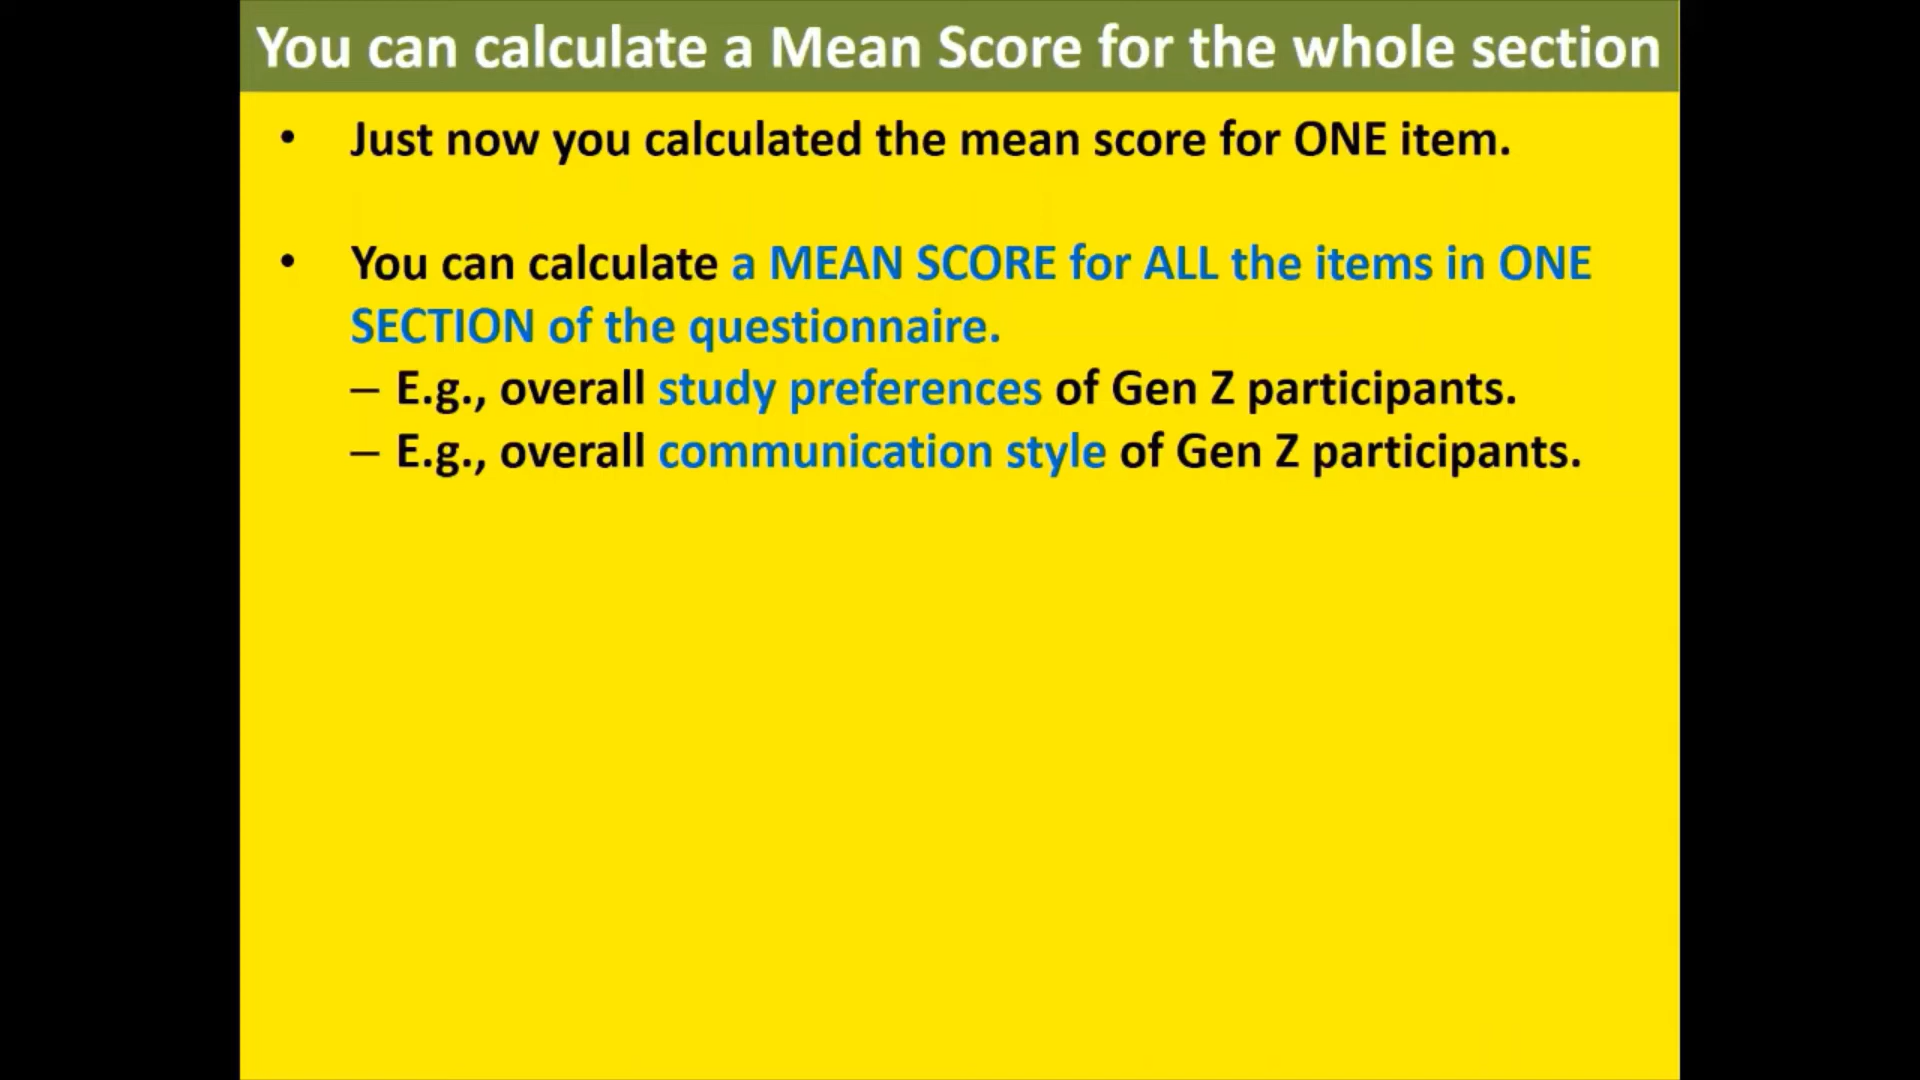 You can calculate a Mean Score for the whole section
• Just now you calculated the mean score for ONE item.
• You can calculate a MEAN SCORE for ALL the items in ONE
SECTION of the questionnaire.
– E.g., overall study preferences of Gen Z participants.
– E.g., overall communication style of Gen Z participants.